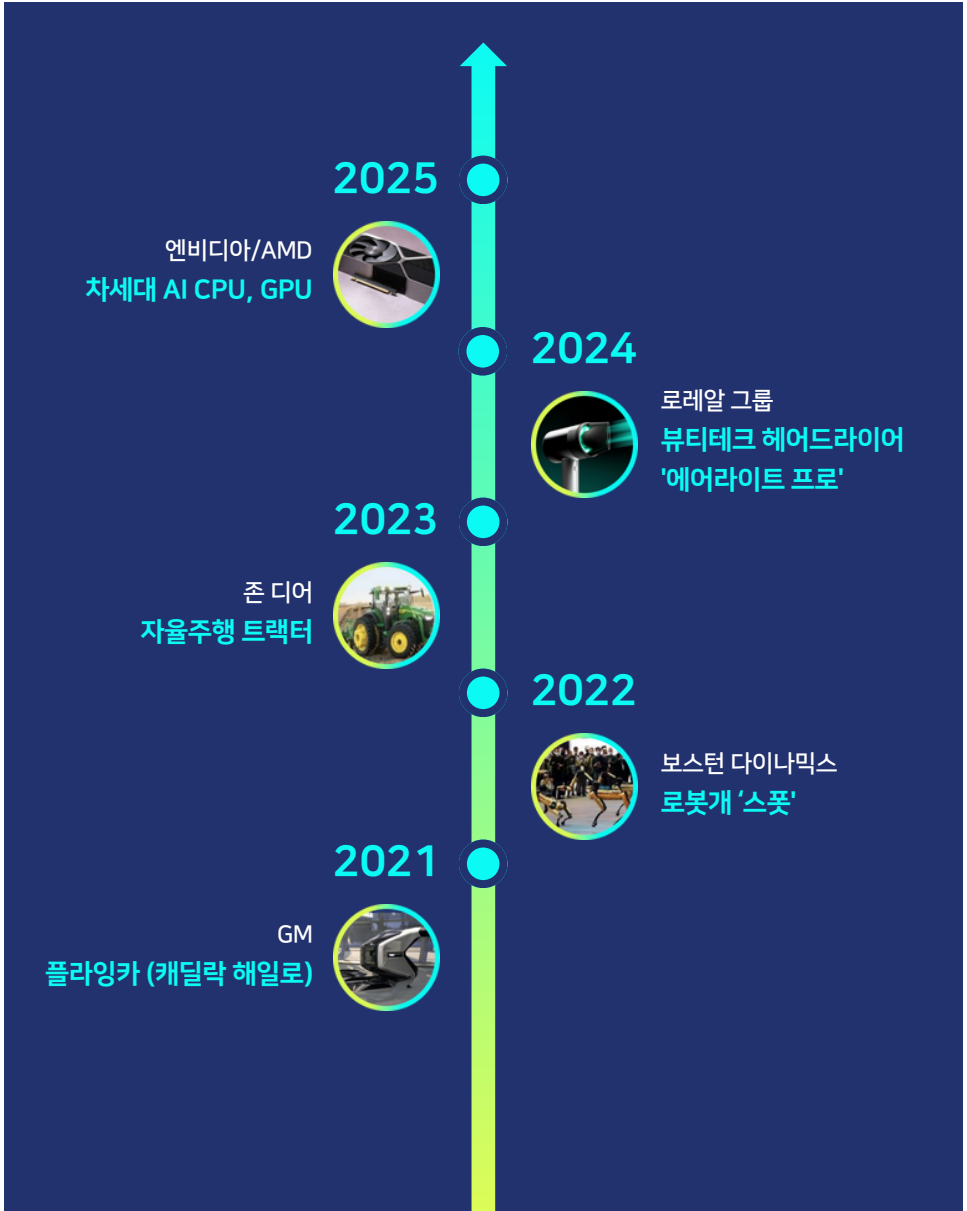 2025
엔비디아/AMD
차세대 AI CPU, GPU
2024
로레알 그룹
뷰티테크 헤어드라이어
'에어라이트 프로'
2023
존 디어
자율주행 트랙터
2022
보스턴 다이나믹스
로봇개 ‘스폿'
2021
GM
플라잉카 (캐딜락 해일로)